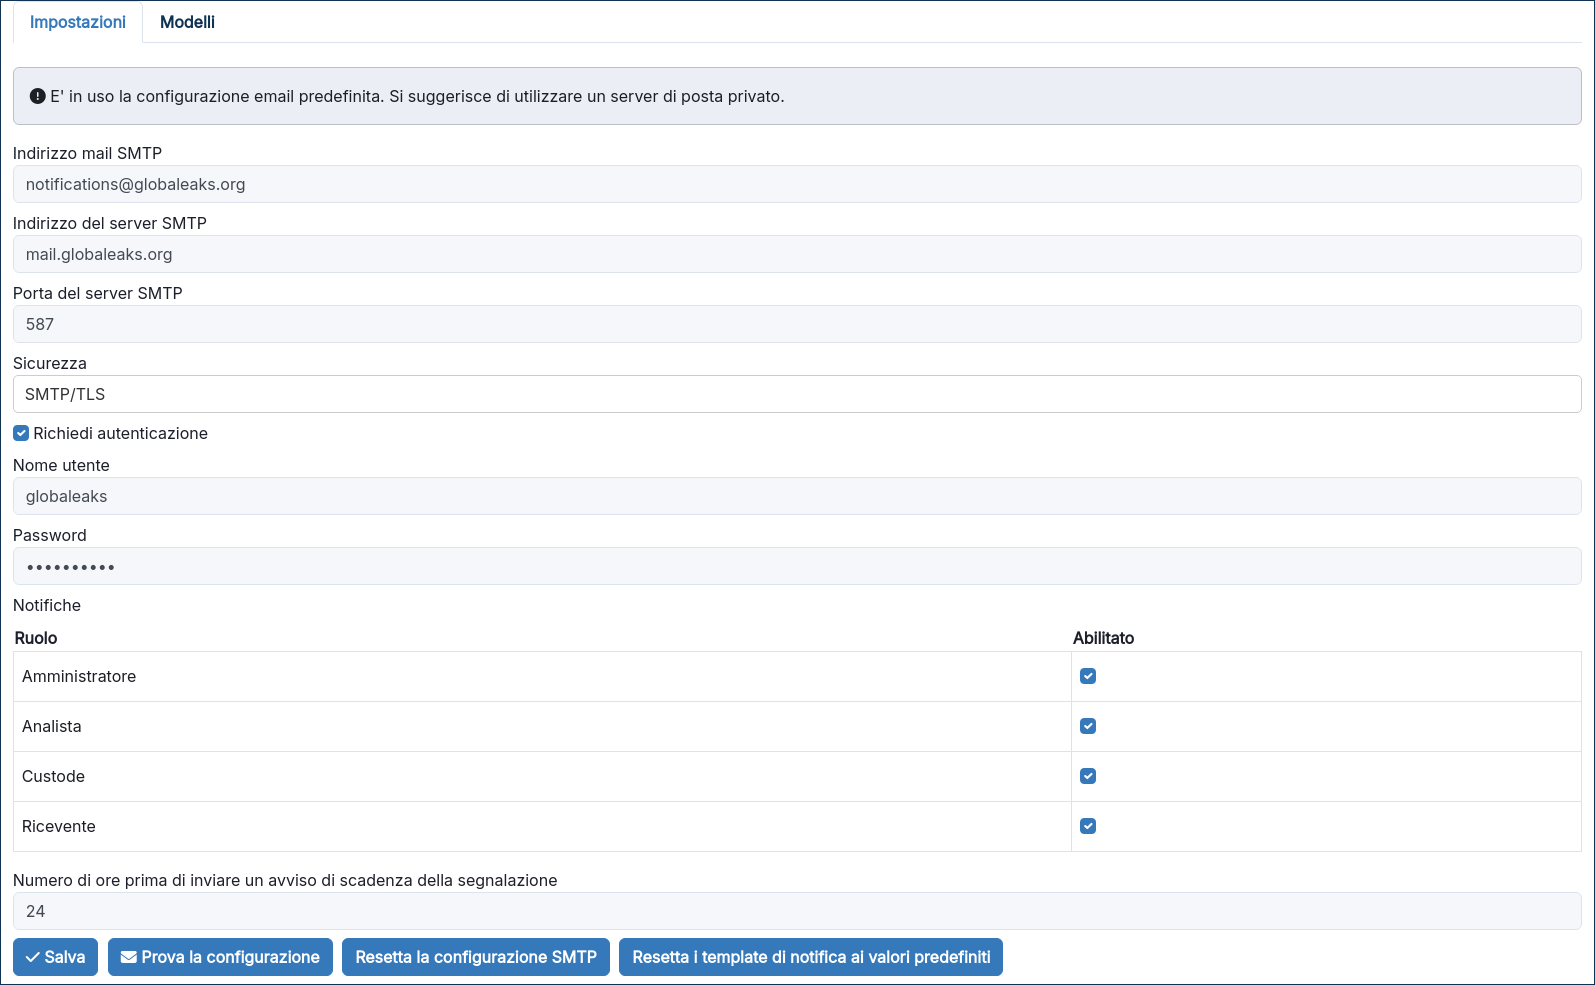 Impostazioni
Modelli
E' in uso la configurazione email predefinita. Si suggerisce di utilizzare un server di posta privato.
Indirizzo mail SMTP
notifications@globaleaks.org
Indirizzo del server SMTP
mail.globaleaks.org
Porta del server SMTP
587
Sicurezza
SMTP/TLS
Richiedi autenticazione
Nome utente
globaleaks
Password
••••••••••
Notifiche
Ruolo Abilitato
Amministratore
Analista
Custode
Ricevente
Numero di ore prima di inviare un avviso di scadenza della segnalazione
24
Salva
Prova la configurazione
Resetta la configurazione SMTP
Resetta i template di notifica ai valori predefiniti